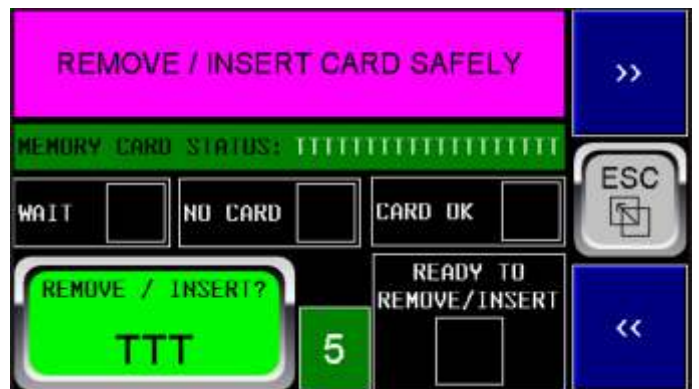 REMOVE / INSERT CARD SAFELY
>>
MEMORY CARD STATUS: TTTTTTTTTTTTTTTTTTTT
ESC
WAIT
NO CARD
CARD OK
REMOVE / INSERT?
TTT
5
READY TO
REMOVE/INSERT
<<